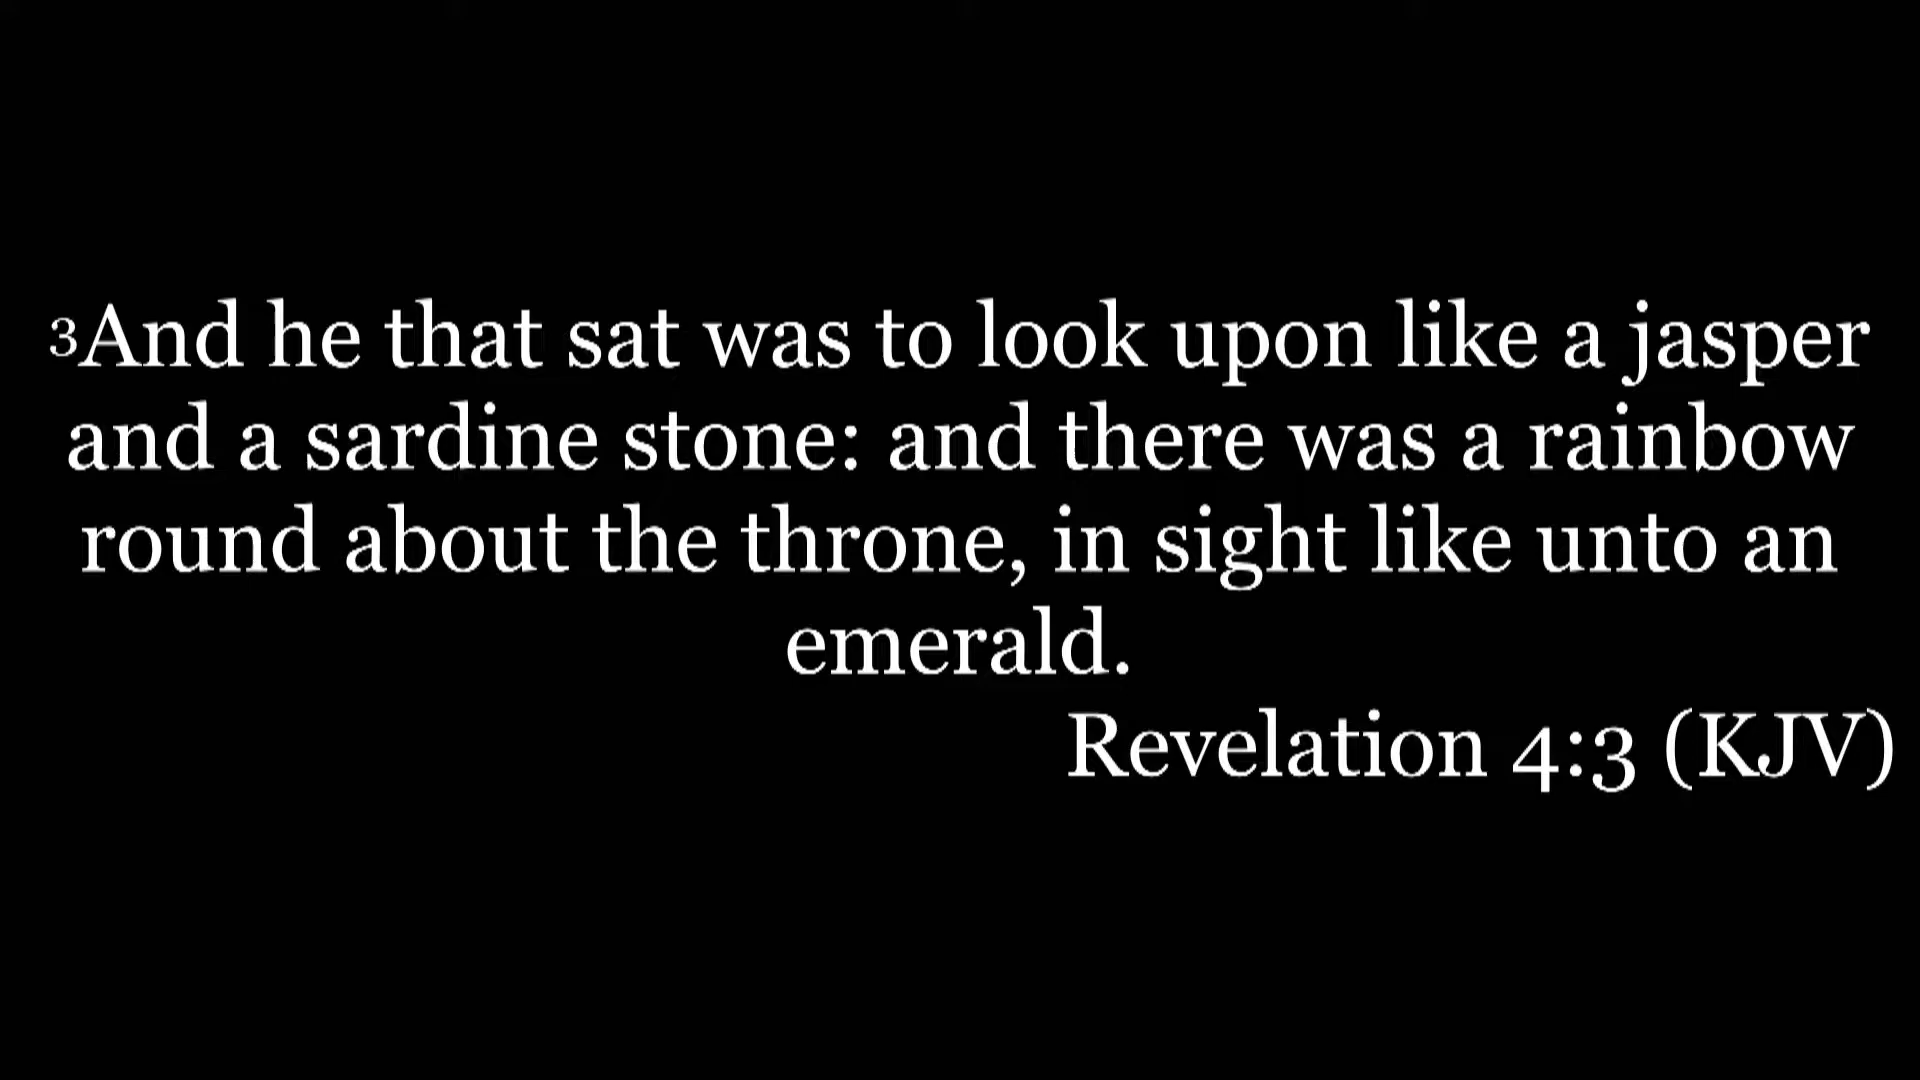 ³And he that sat was to look upon like a jasper
and a sardine stone: and there was a rainbow
round about the throne, in sight like unto an
emerald.
Revelation 4:3 (KJV)